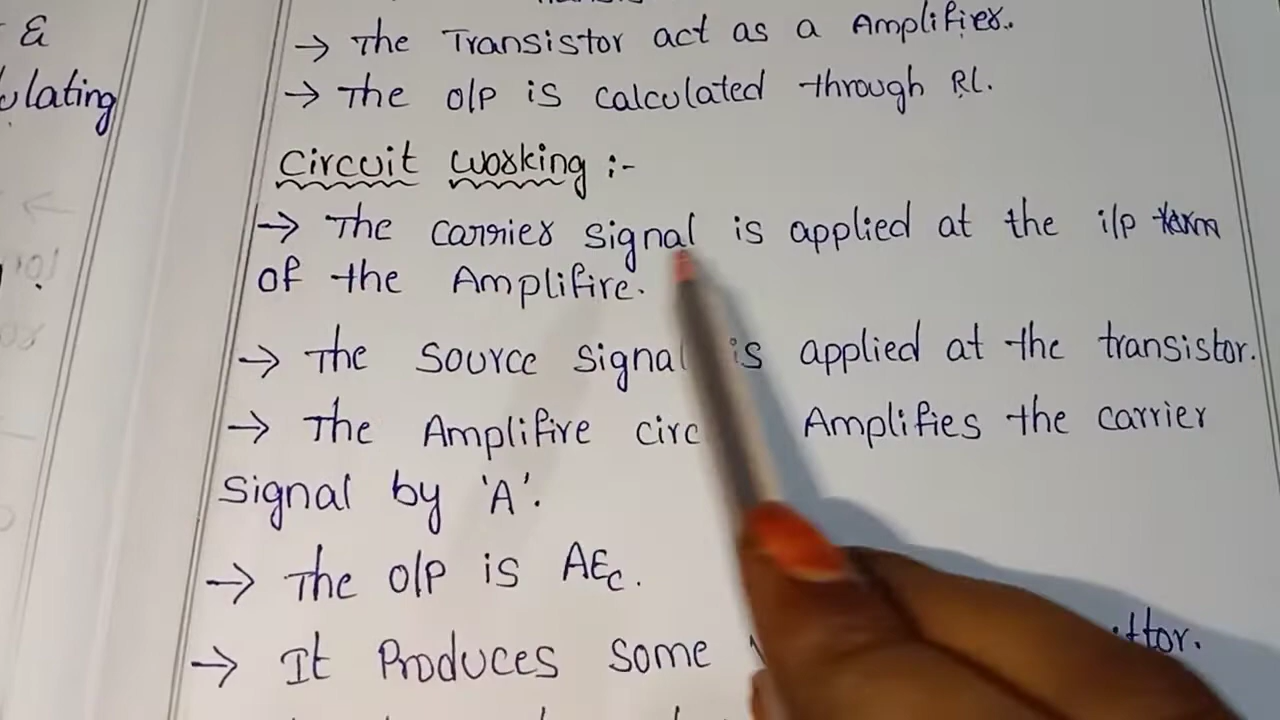 &
ulating
→ The Transistor act as a Amplifier.
→ The o/p is calculated through RL.
Circuit working :-
→ The carrier signal is applied at the i/p term
of the Amplifire.
→ The source signal is applied at the transistor.
→ The Amplifire circ Amplifies the carrier
signal by 'A'.
→ The o/p is AEc.
→ It Produces some ittor.